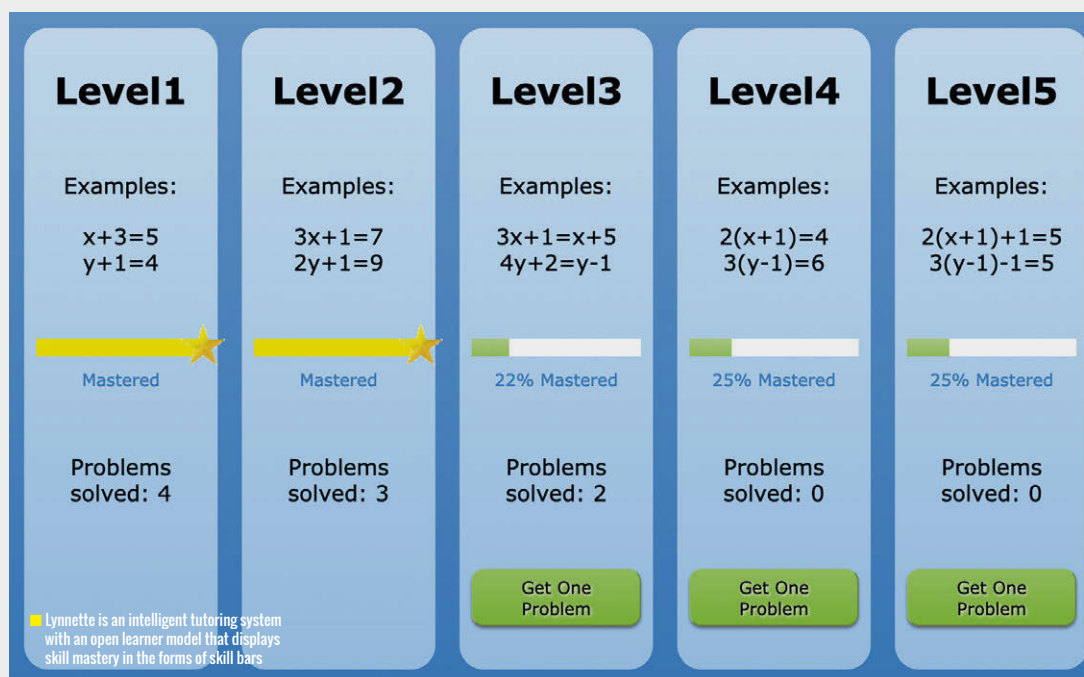 Level1
Examples:
x+3=5
y+1=4
Mastered
Problems
solved: 4
Level2
Examples:
3x+1=7
2y+1=9
Mastered
Problems
solved: 3
Level3
Examples:
3x+1=x+5
4y+2=y-1
22% Mastered
Problems
solved: 2
Get One
Problem
Level4
Examples:
2(x+1)=4
3(y-1)=6
25% Mastered
Problems
solved: 0
Get One
Problem
Level5
Examples:
2(x+1)+1=5
3(y-1)-1=5
25% Mastered
Problems
solved: 0
Get One
Problem
Lynnette is an intelligent tutoring system
with an open learner model that displays
skill mastery in the forms of skill bars